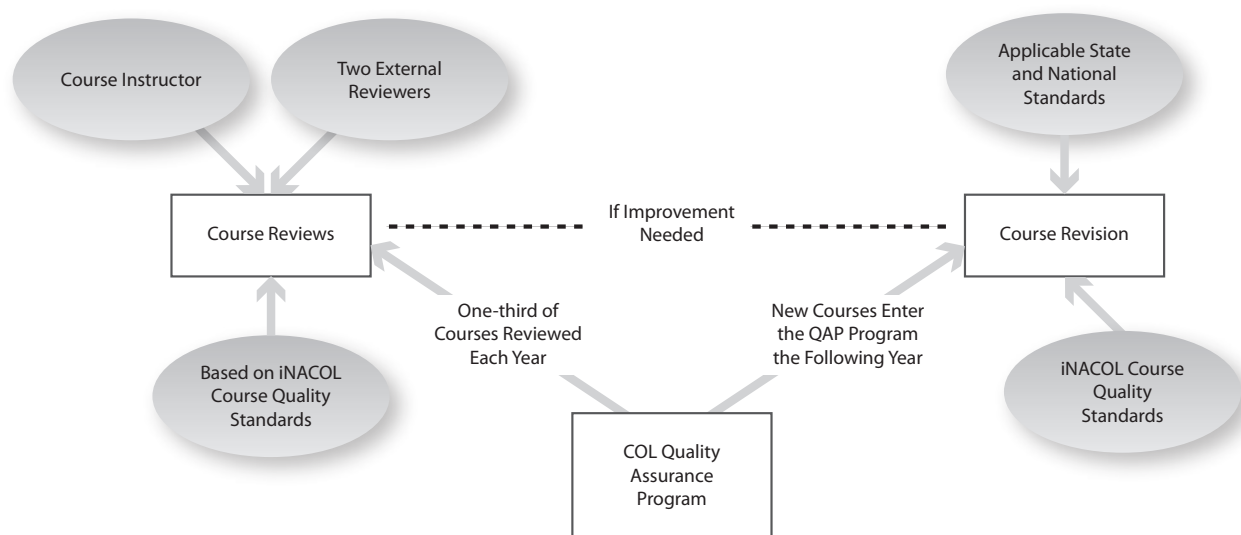 Course Instructor
Two External
Reviewers
Applicable State
and National
Standards
Course Reviews
If Improvement
Needed
Course Revision
One-third of
Courses Reviewed
Each Year
New Courses Enter
the QAP Program
the Following Year
Based on iNACOL
Course Quality
Standards
iNACOL Course
Quality
Standards
COL Quality
Assurance
Program